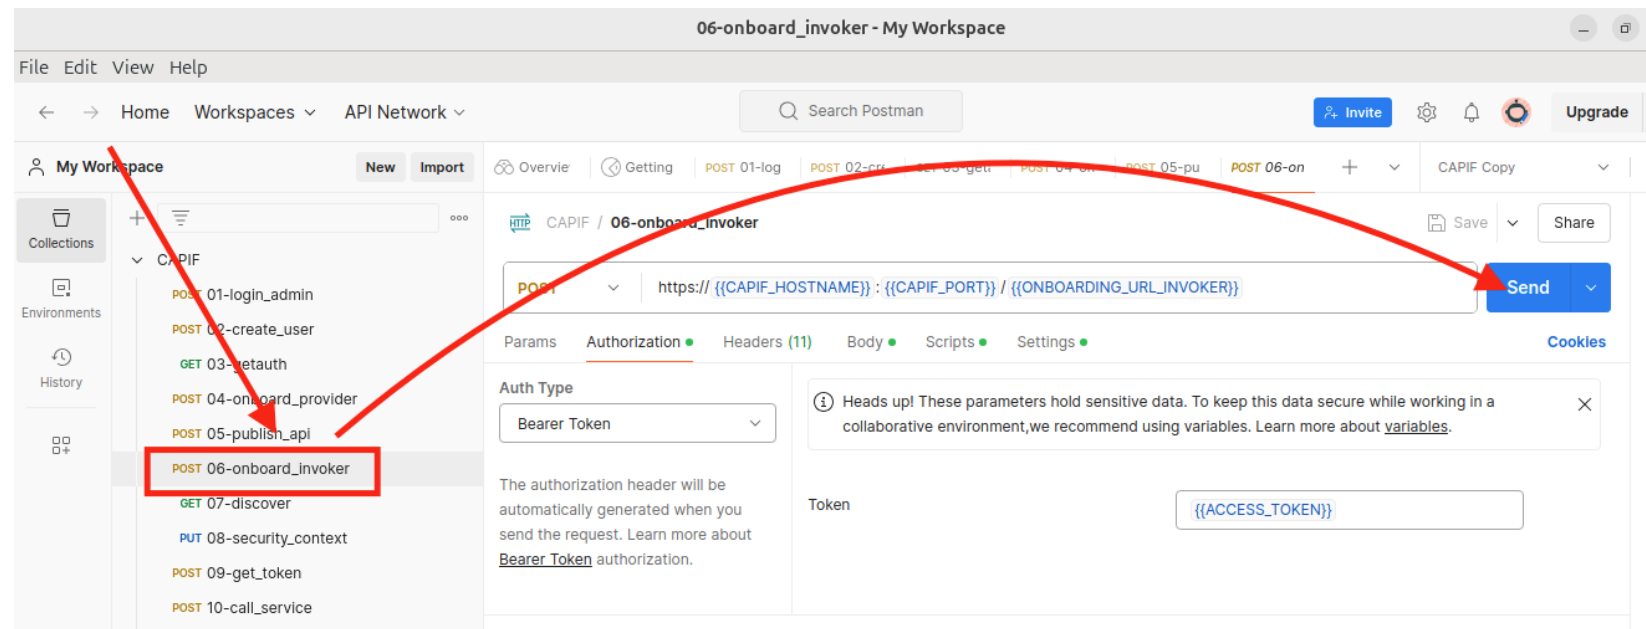 06-onboard_invoker - My Workspace
File Edit View Help
Home Workspaces API Network Search Postman Invite Upgrade
My Workspace New Import Overvie Getting POST 01-log POST 02-cre POST 05-pu POST 06-on CAPIF Copy
Collections
CAPIF
POST 01-login_admin
POST 02-create_user
GET 03-getauth
POST 04-onboard_provider
POST 05-publish_api
POST 06-onboard_invoker
GET 07-discover
PUT 08-security_context
POST 09-get_token
POST 10-call_service
Environments
History
HTTP CAPIF / 06-onboard_invoker Save Share
POST https:// {{CAPIF_HOSTNAME}} : {{CAPIF_PORT}} / {{ONBOARDING_URL_INVOKER}} Send
Params Authorization Headers (11) Body Scripts Settings Cookies
Auth Type
Bearer Token
The authorization header will be
automatically generated when you
send the request. Learn more about
Bearer Token authorization.
Heads up! These parameters hold sensitive data. To keep this data secure while working in a
collaborative environment,we recommend using variables. Learn more about variables.
Token {{ACCESS_TOKEN}}